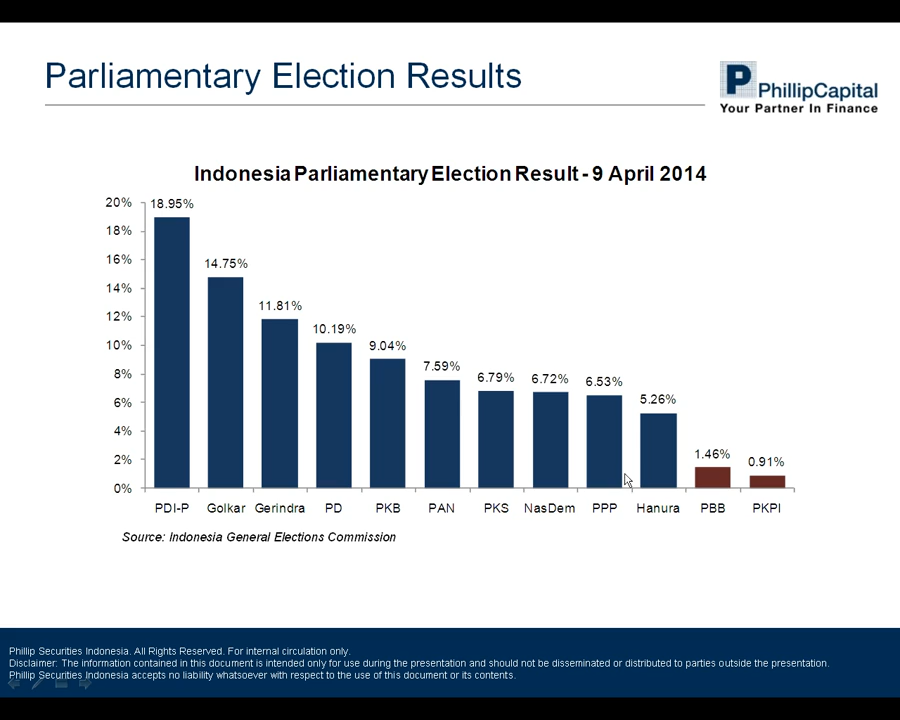 Parliamentary Election Results
P PhillipCapital
Your Partner In Finance
Indonesia Parliamentary Election Result - 9 April 2014
20%
18%
16%
14%
12%
10%
8%
6%
4%
2%
0%
18.95%
14.75%
11.81%
10.19%
9.04%
7.59%
6.79%
6.72%
6.53%
5.26%
1.46%
0.91%
PDI-P Golkar Gerindra PD PKB PAN PKS NasDem PPP Hanura PBB PKPI
Source: Indonesia General Elections Commission
Phillip Securities Indonesia. All Rights Reserved. For internal circulation only.
Disclaimer: The information contained in this document is intended only for use during the presentation and should not be disseminated or distributed to parties outside the presentation.
Phillip Securities Indonesia accepts no liability whatsoever with respect to the use of this document or its contents.